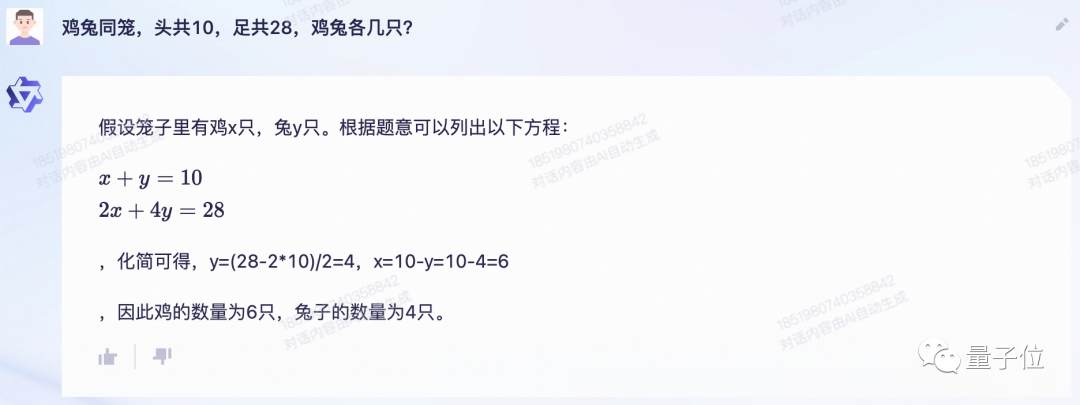 鸡兔同笼，头共10，足共28，鸡兔各几只？
假设笼子里有鸡x只，兔y只。根据题意可以列出以下方程：
x + y = 10
2x + 4y = 28
，化简可得，y=(28-2*10)/2=4，x=10-y=10-4=6
，因此鸡的数量为6只，兔子的数量为4只。
1851980740358842
对话内容由AI自动生成
1851980740358842
对话内容由AI自动生成
1851980740358842
对话内容由AI自动生成
量子位